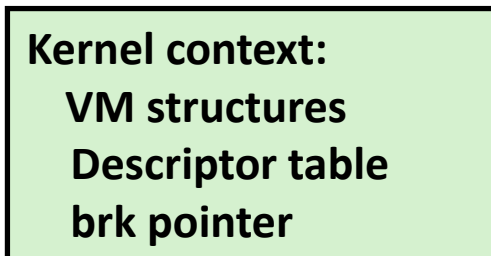 Kernel context:
VM structures
Descriptor table
brk pointer